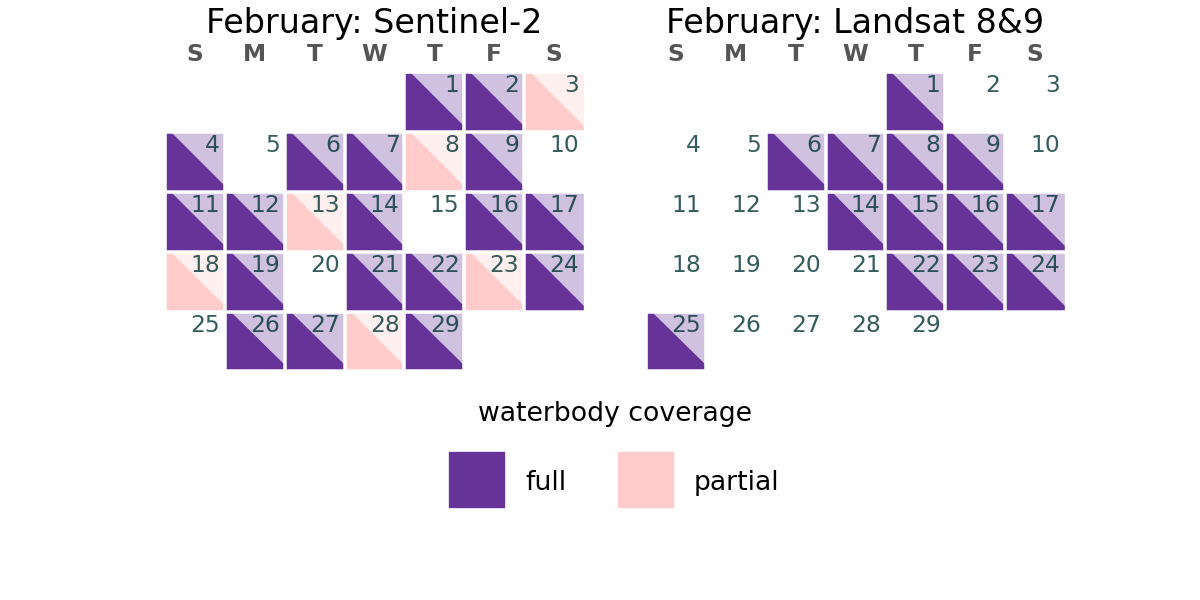 February: Sentinel-2
S M T W T F S
1 2 3
4 5 6 7 8 9 10
11 12 13 14 15 16 17
18 19 20 21 22 23 24
25 26 27 28 29
February: Landsat 8&9
S M T W T F S
1 2 3
4 5 6 7 8 9 10
11 12 13 14 15 16 17
18 19 20 21 22 23 24
25 26 27 28 29
waterbody coverage
full partial